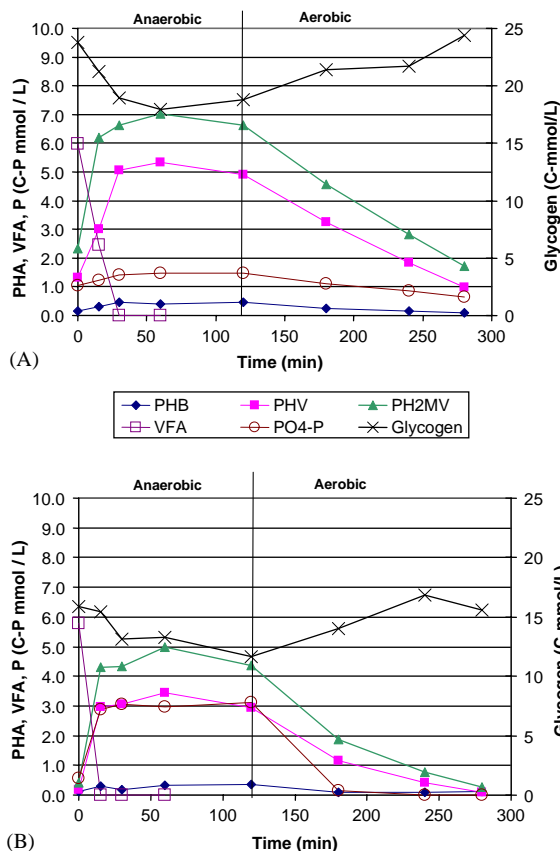 Anaerobic Aerobic
10.0 25
9.0
8.0 20
7.0
6.0 15
5.0
4.0 10
3.0
2.0 5
1.0
0.0 0
0 50 100 150 200 250 300
PHA, VFA, P (C-P mmol / L)
Glycogen (C-mmol/L)
Time (min)
(A)
PHB PHV PH2MV
VFA PO4-P Glycogen
Anaerobic Aerobic
10.0 25
9.0
8.0 20
7.0
6.0 15
5.0
4.0 10
3.0
2.0 5
1.0
0.0 0
0 50 100 150 200 250 300
PHA, VFA, P (C-P mmol / L)
Glycogen (C-mmol/L)
Time (min)
(B)